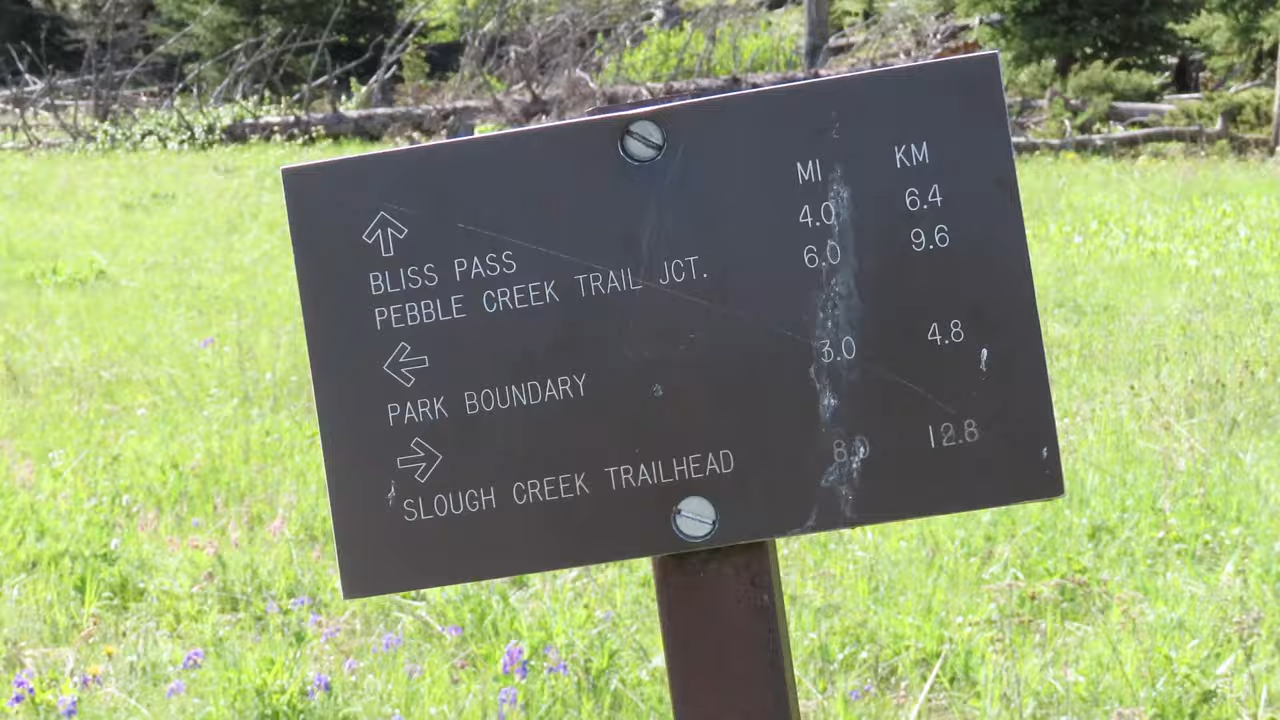 MI KM
↑
BLISS PASS 4.0 6.4
PEBBLE CREEK TRAIL JCT. 6.0 9.6
←
PARK BOUNDARY 3.0 4.8
→
SLOUGH CREEK TRAILHEAD 8.0 12.8